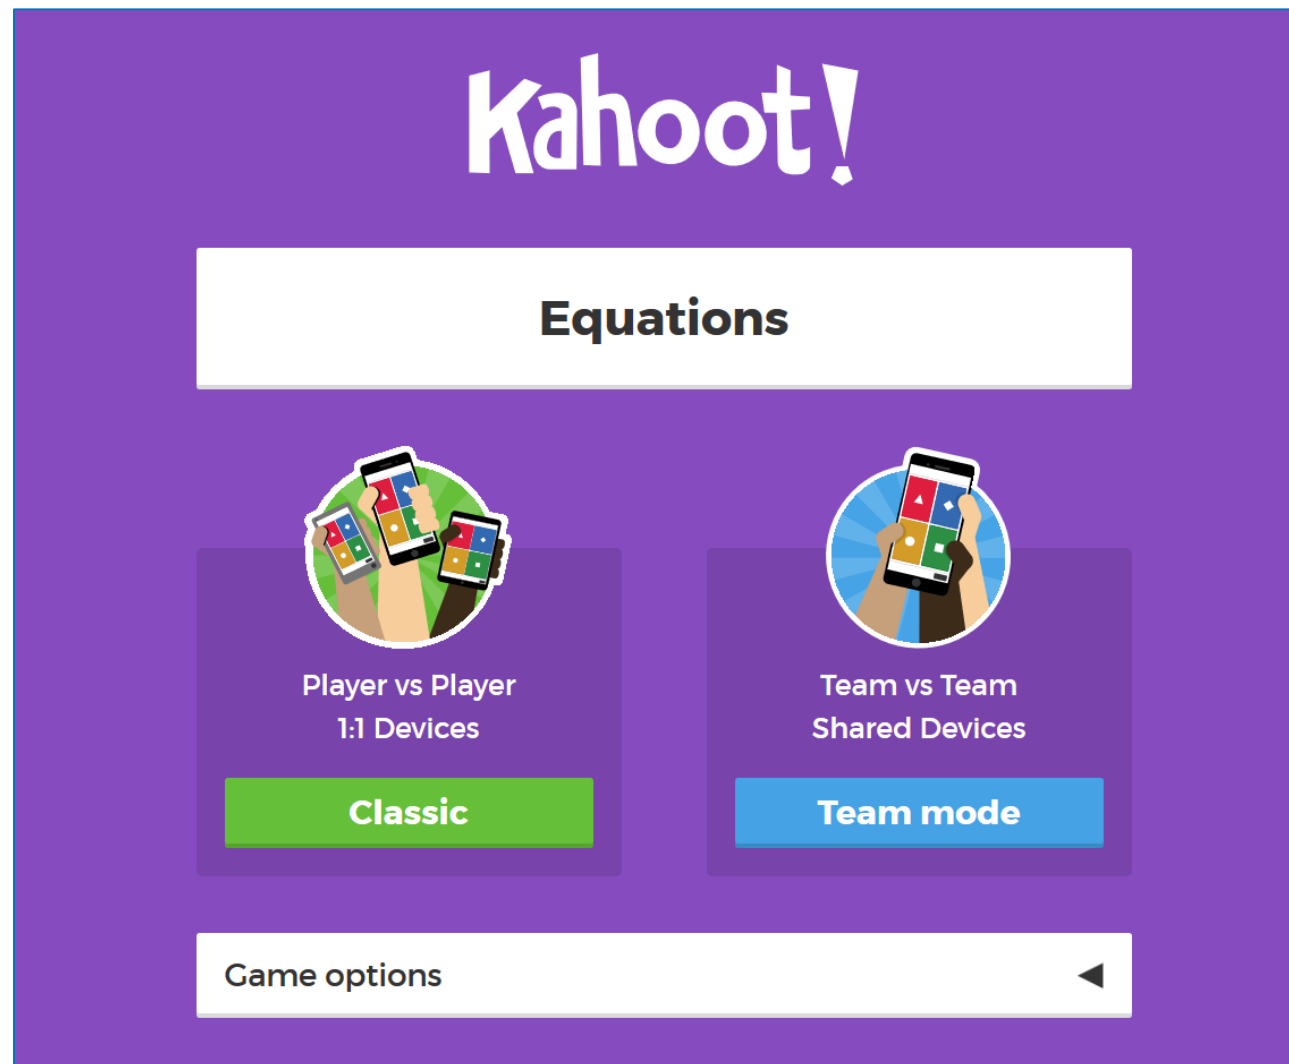 Kahoot!
Equations
Player vs Player
1:1 Devices
Classic
Team vs Team
Shared Devices
Team mode
Game options